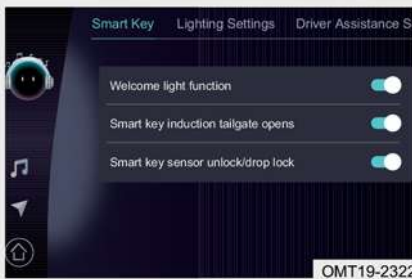 Smart Key Lighting Settings Driver Assistance S
Welcome light function
Smart key induction tailgate opens
Smart key sensor unlock/drop lock
OMT19-2322